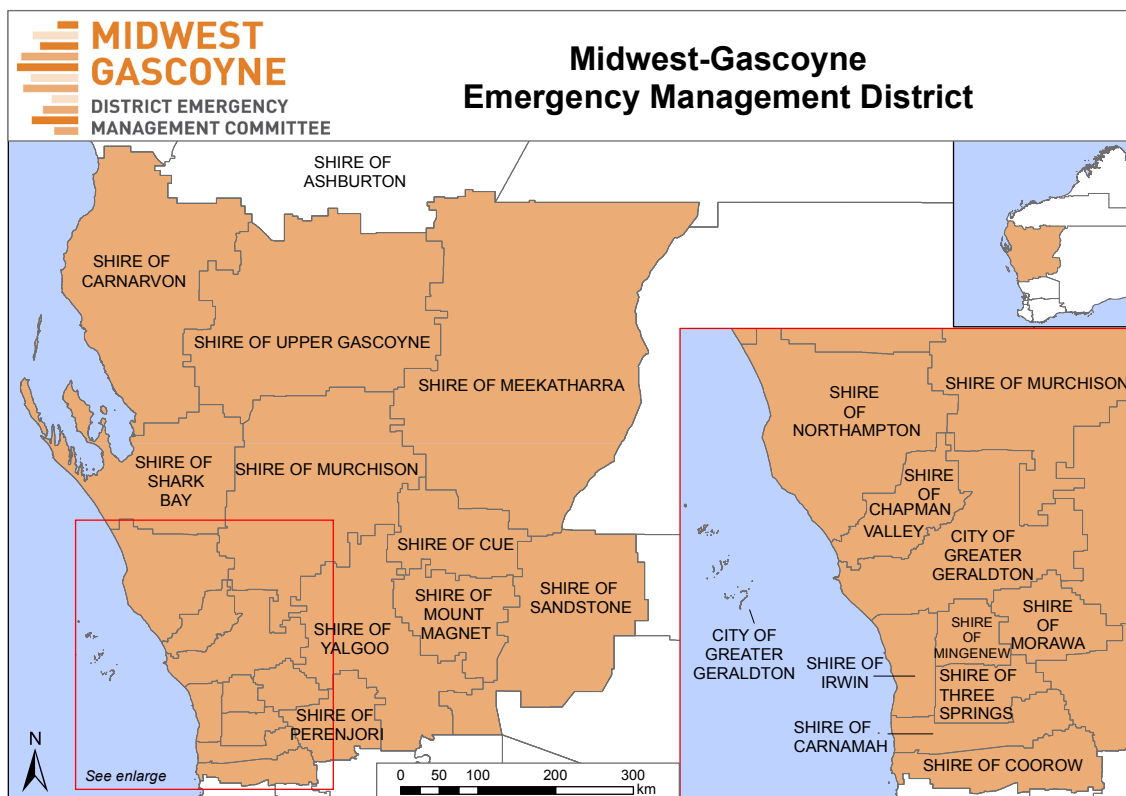 MIDWEST
GASCOYNE
DISTRICT EMERGENCY
MANAGEMENT COMMITTEE
Midwest-Gascoyne
Emergency Management District
SHIRE OF
ASHBURTON
SHIRE OF
CARNARVON
SHIRE OF UPPER GASCOYNE
SHIRE OF MEEKATHARRA
SHIRE OF
SHARK
BAY
SHIRE OF MURCHISON
SHIRE OF CUE
SHIRE OF
SANDSTONE
SHIRE OF
MOUNT
MAGNET
SHIRE OF
YALGOO
SHIRE OF
PERENJORI
N
See enlarge
0 50 100 200 300
km
SHIRE OF MURCHISON
SHIRE
OF
NORTHAMPTON
SHIRE
OF
CHAPMAN
VALLEY
CITY OF
GREATER
GERALDTON
SHIRE
OF
MORAWA
SHIRE
OF
MINGENEW
CITY OF
GREATER
GERALDTON
SHIRE OF
IRWIN
SHIRE OF
THREE
SPRINGS
SHIRE OF
CARNAMAH
SHIRE OF COOROW